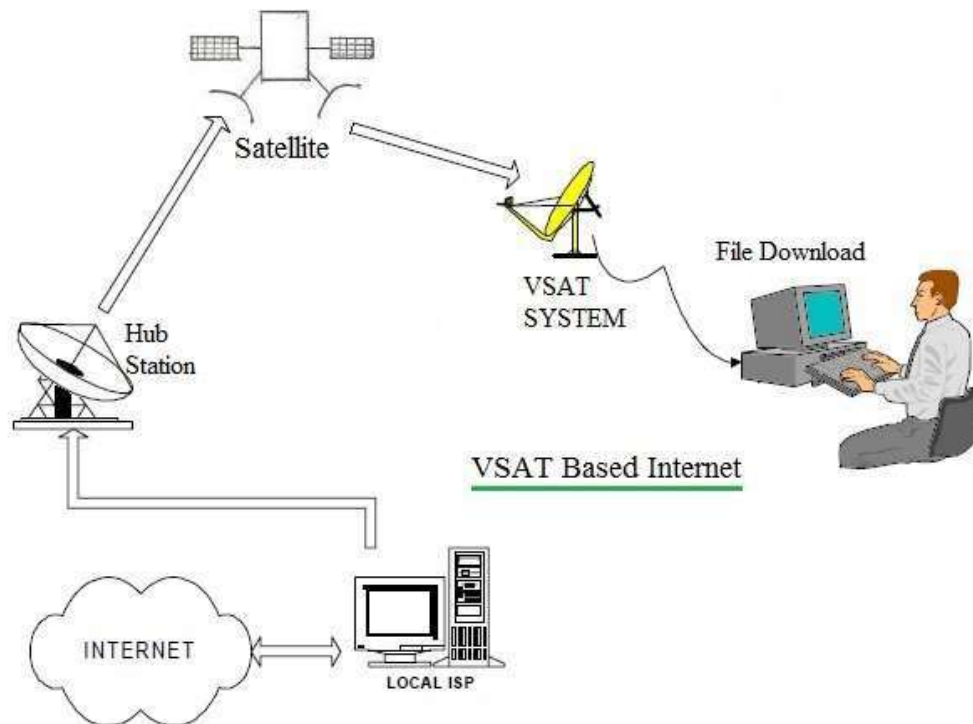 Satellite
File Download
VSAT
SYSTEM
Hub
Station
VSAT Based Internet
INTERNET
LOCAL ISP